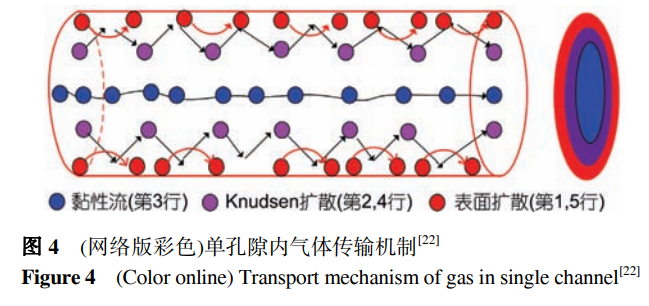 黏性流(第3行) Knudsen扩散(第2,4行) 表面扩散(第1,5行)
图 4 (网络版彩色)单孔隙内气体传输机制[22]
Figure 4 (Color online) Transport mechanism of gas in single channel[22]